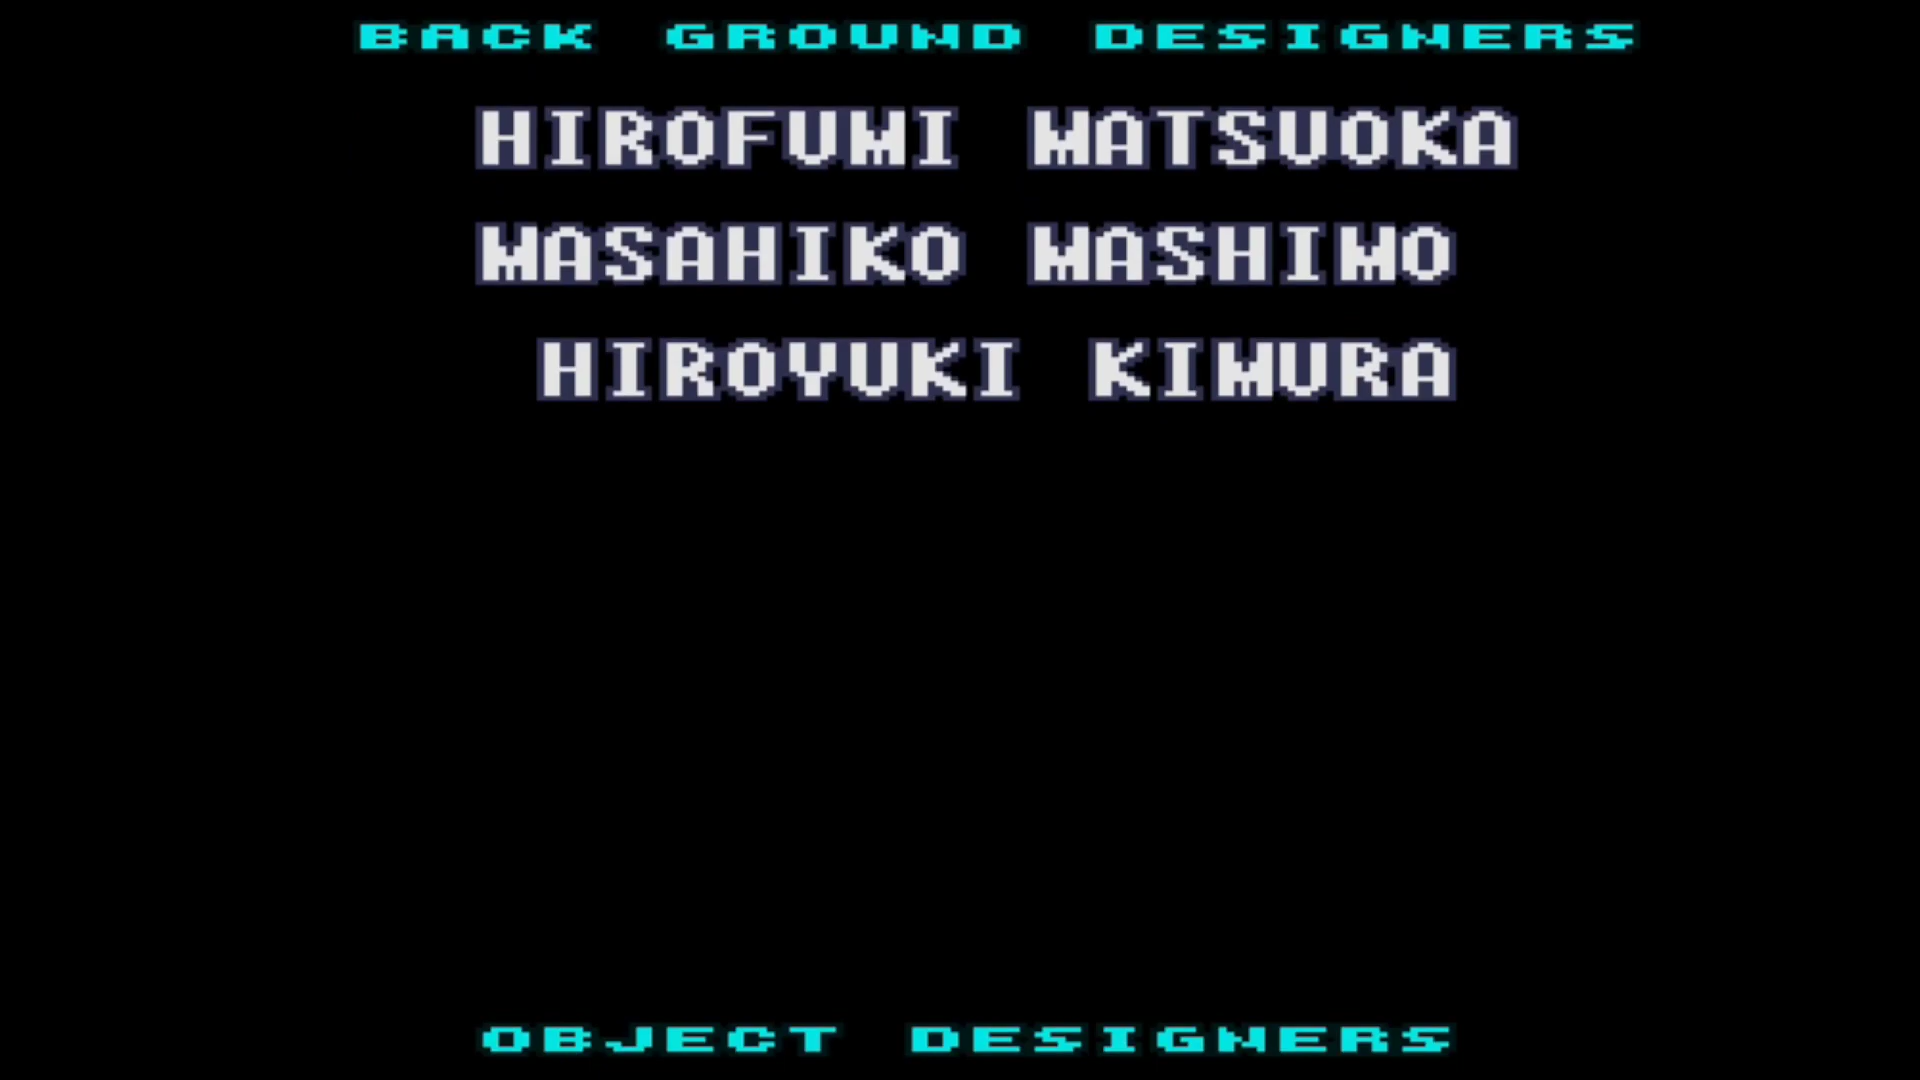 BACK GROUND DESIGNERS
HIROFUMI MATSUOKA
MASAHIKO MASHIMO
HIROYUKI KIMURA
OBJECT DESIGNERS